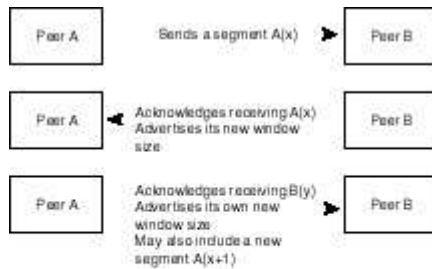 Peer A
Sends a segment A(x)
Peer B
Peer A
Acknowledges receiving A(x)
Advertises its new window
size
Peer B
Peer A
Acknowledges receiving B(y)
Advertises its own new
window size
May also include a new
segment A(x+1)
Peer B